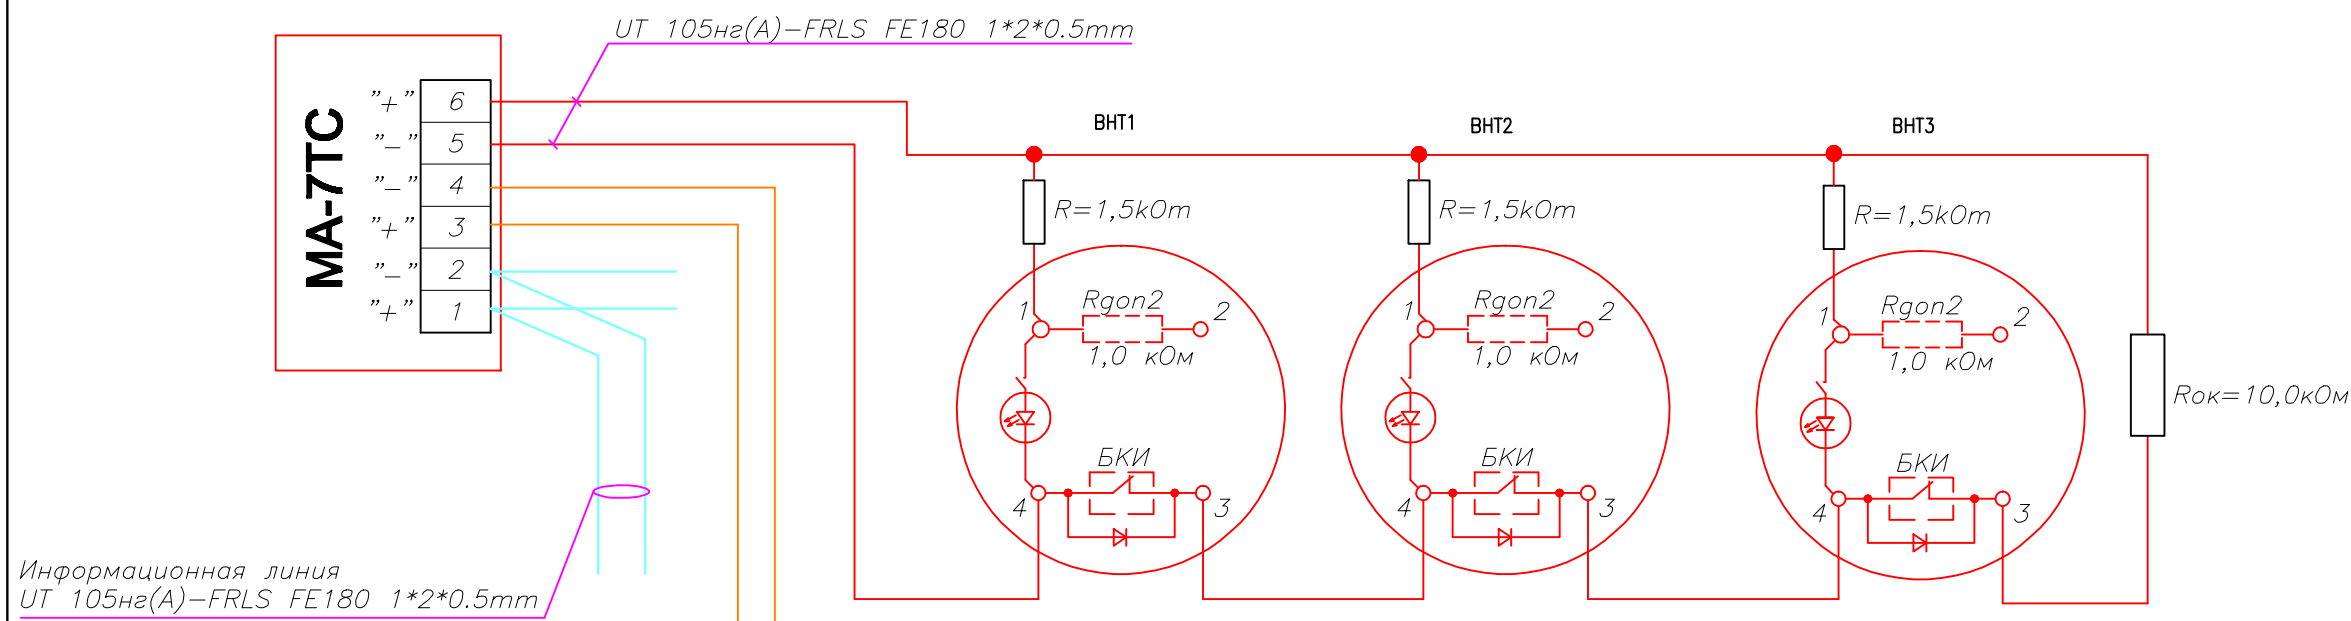 UT 105нг(А)-FRLS FE180 1*2*0.5mm
МА-7ТС
"+" 6
"-" 5
"-" 4
"+" 3
"-" 2
"+" 1
ВНТ1
ВНТ2
ВНТ3
R=1,5kOm
R=1,5kOm
R=1,5kOm
1 Rgon2 2
1,0 кОм
БКИ
4 3
1 Rgon2 2
1,0 кОм
БКИ
4 3
1 Rgon2 2
1,0 кОм
БКИ
4 3
Rок=10,0кОм
Информационная линия
UT 105нг(А)-FRLS FE180 1*2*0.5mm